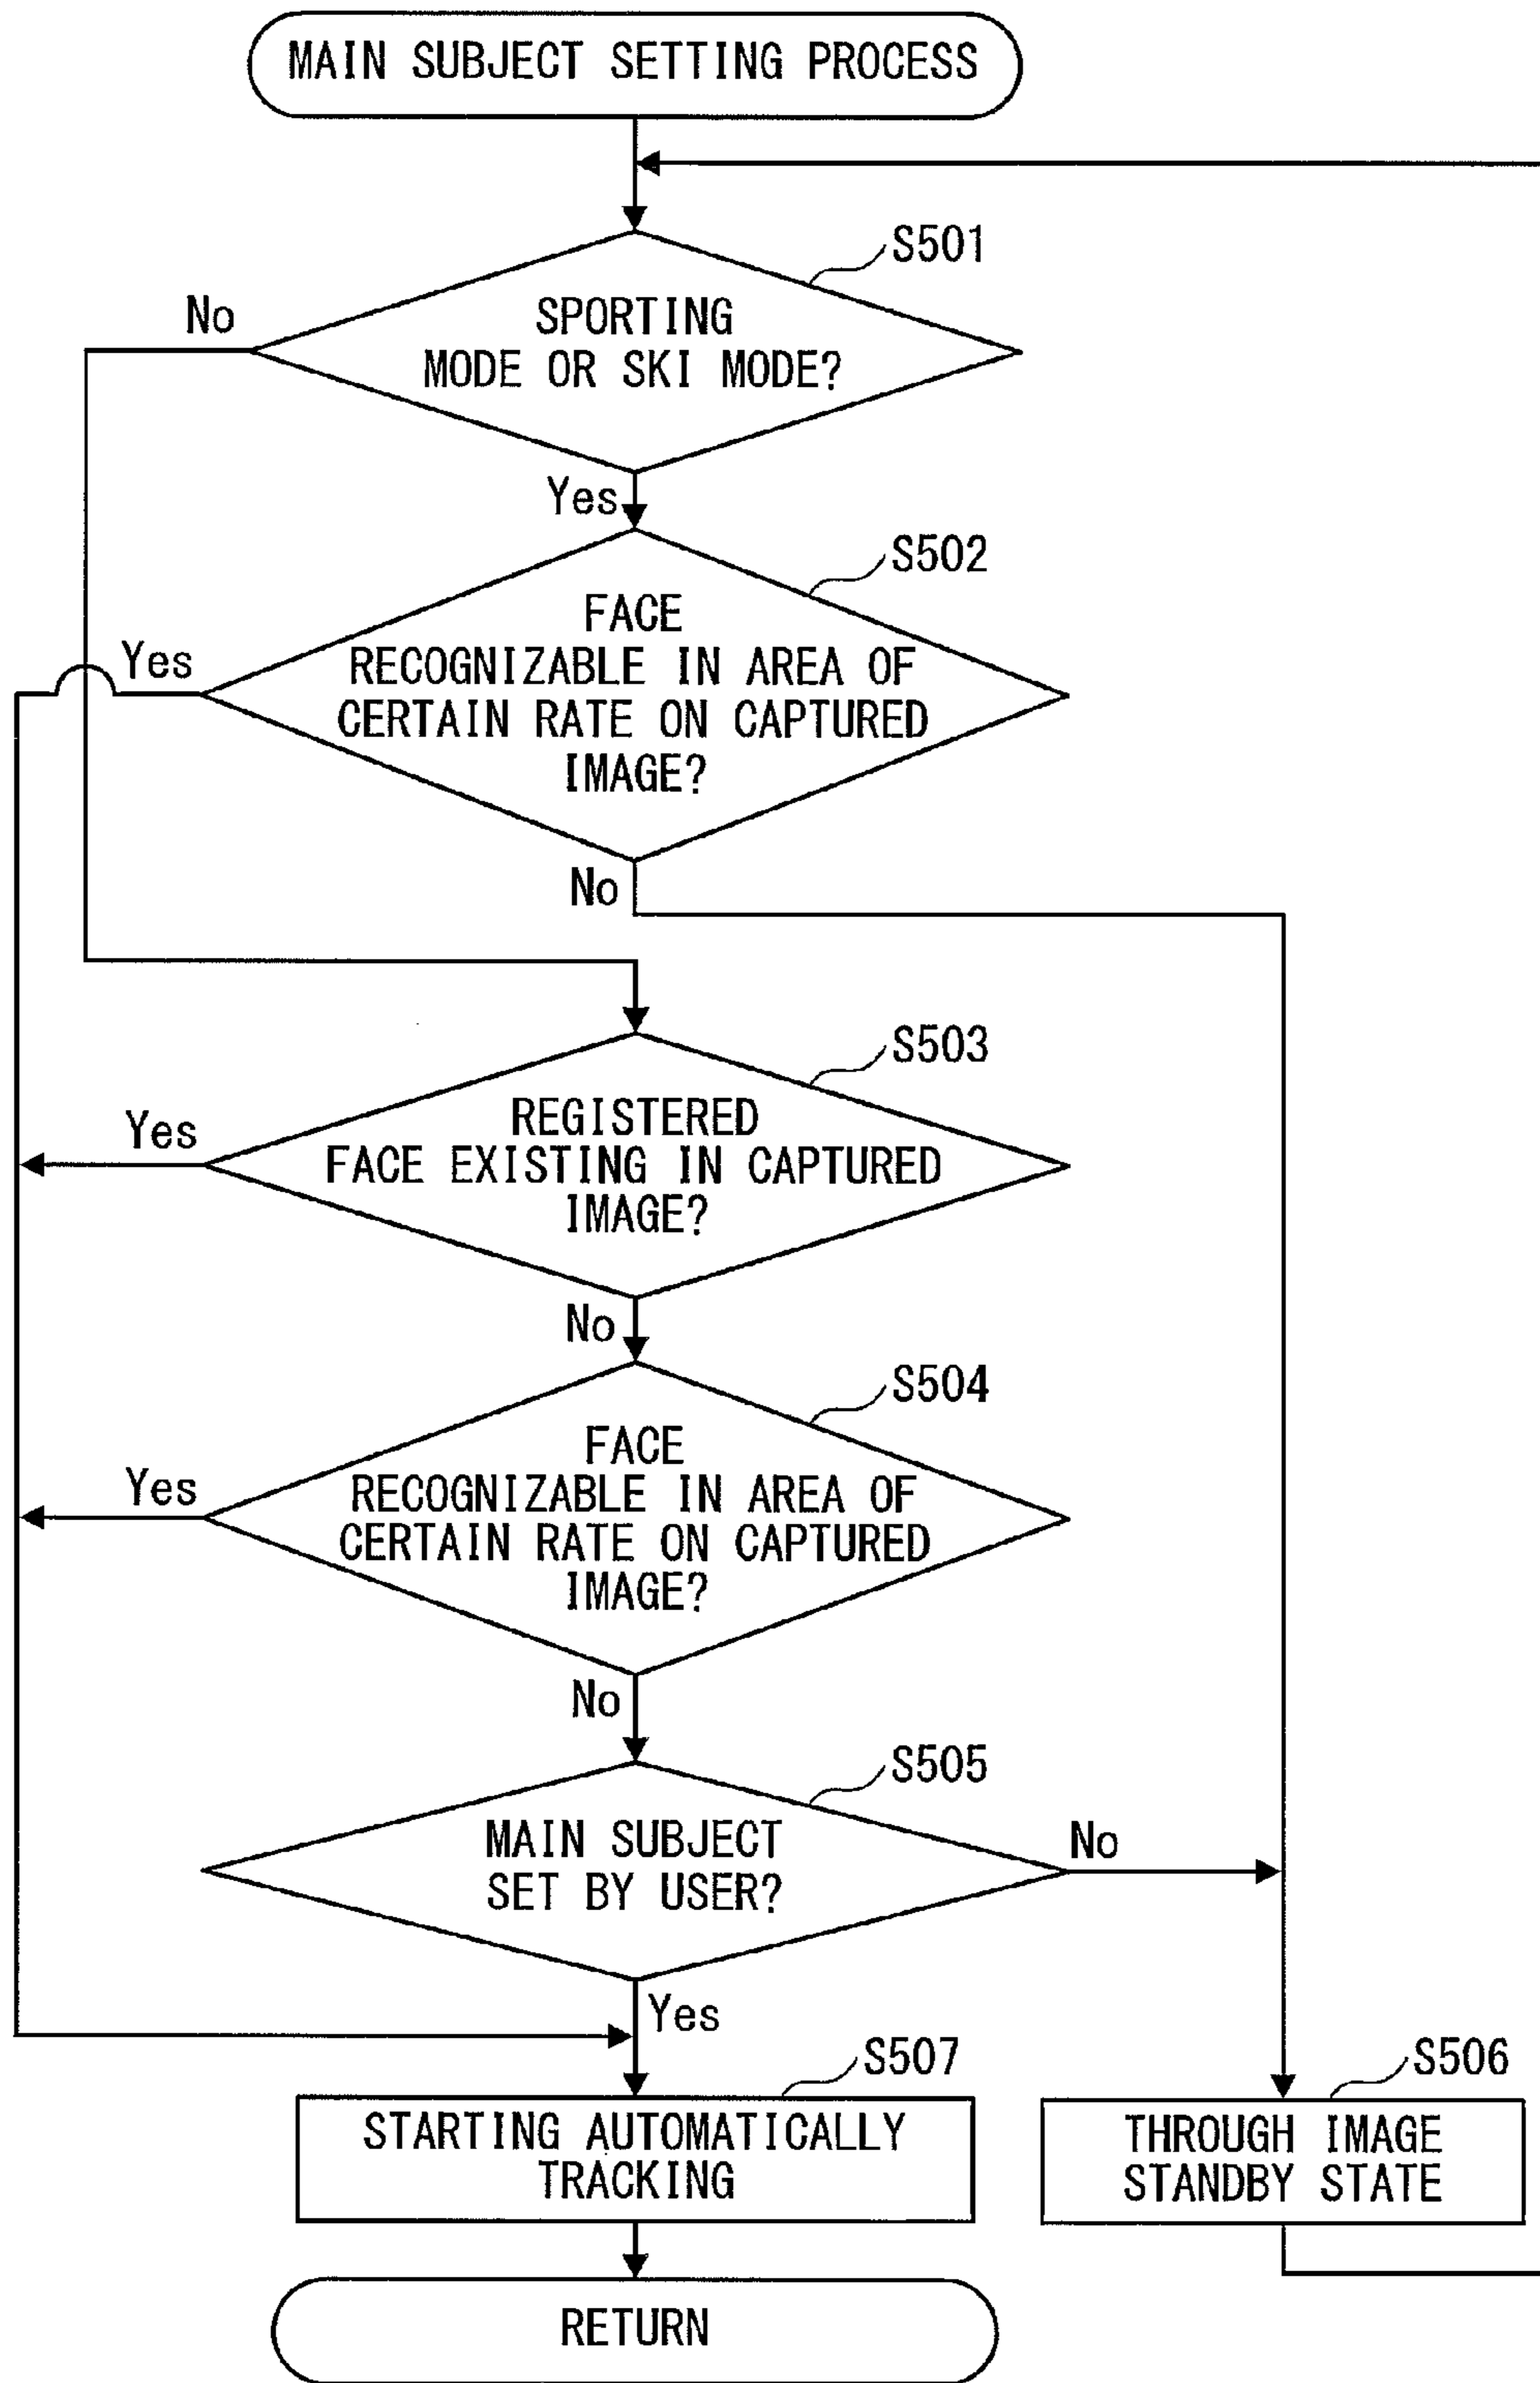 MAIN SUBJECT SETTING PROCESS
S501
No
SPORTING
MODE OR SKI MODE?
Yes
S502
FACE
Yes
RECOGNIZABLE IN AREA OF
CERTAIN RATE ON CAPTURED
IMAGE?
No
S503
REGISTERED
Yes
FACE EXISTING IN CAPTURED
IMAGE?
No
S504
FACE
Yes
RECOGNIZABLE IN AREA OF
CERTAIN RATE ON CAPTURED
IMAGE?
No
S505
MAIN SUBJECT
No
SET BY USER?
Yes
S507
S506
STARTING AUTOMATICALLY
TRACKING
THROUGH IMAGE
STANDBY STATE
RETURN